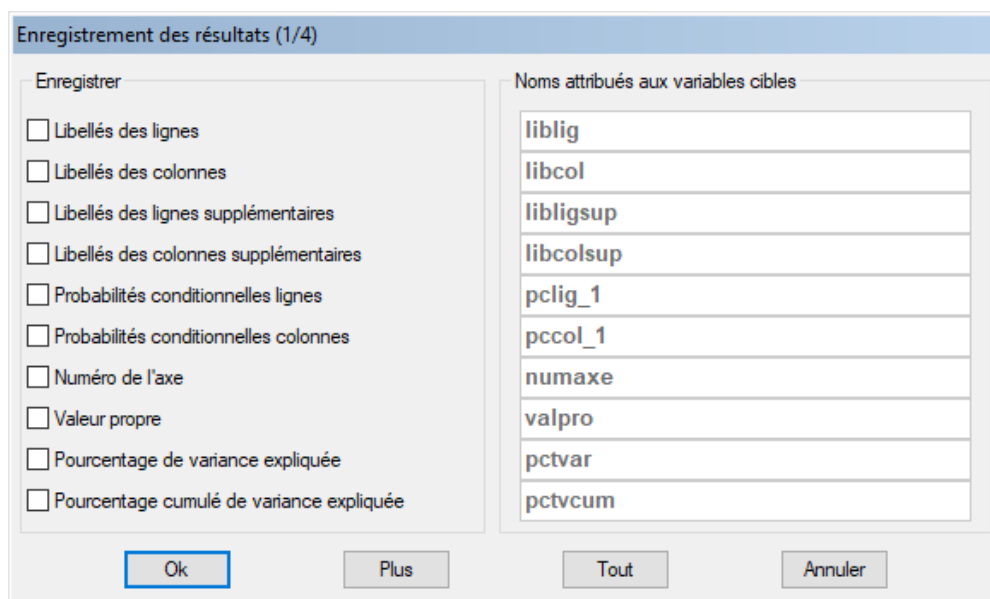 Enregistrement des résultats (1/4)
Enregistrer
Noms attribués aux variables cibles
Libellés des lignes
liblig
Libellés des colonnes
libcol
Libellés des lignes supplémentaires
libligsup
Libellés des colonnes supplémentaires
libcolsup
Probabilités conditionnelles lignes
pclig_1
Probabilités conditionnelles colonnes
pccol_1
Numéro de l'axe
numaxe
Valeur propre
valpro
Pourcentage de variance expliquée
pctvar
Pourcentage cumulé de variance expliquée
pctvcum
Ok
Plus
Tout
Annuler